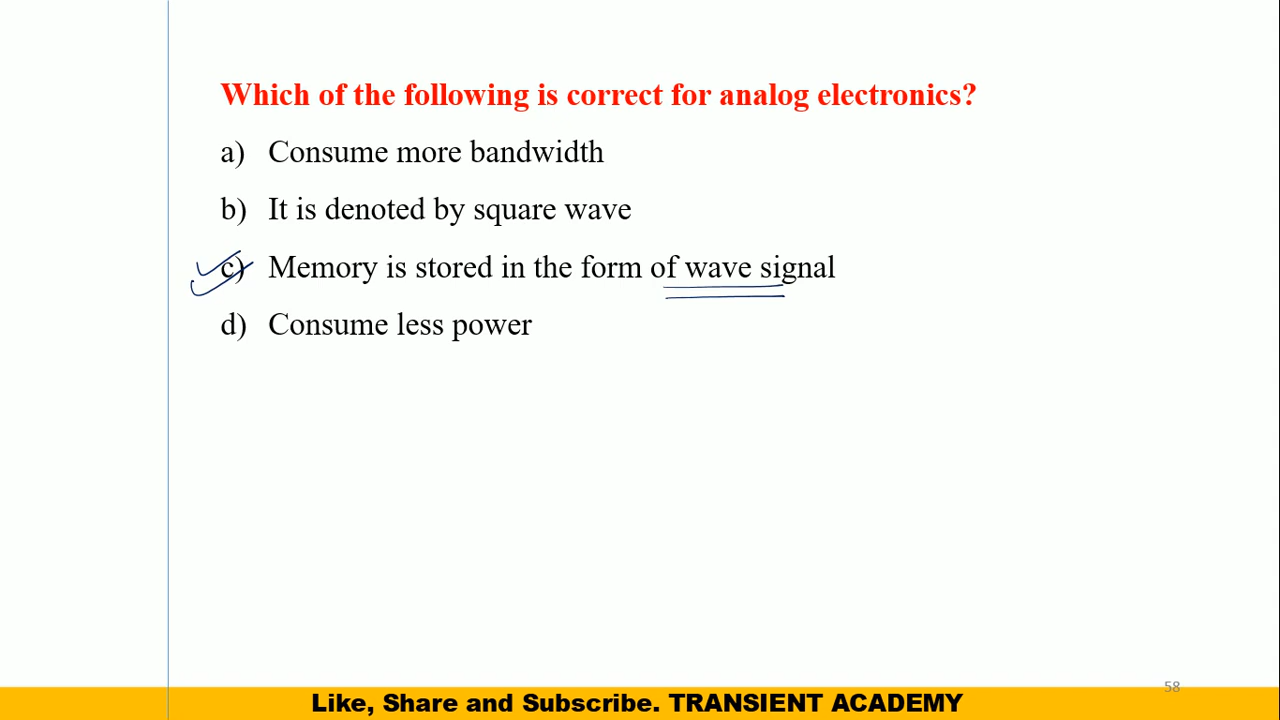 Which of the following is correct for analog electronics?
a) Consume more bandwidth
b) It is denoted by square wave
c) Memory is stored in the form of wave signal
d) Consume less power
58
Like, Share and Subscribe. TRANSIENT ACADEMY